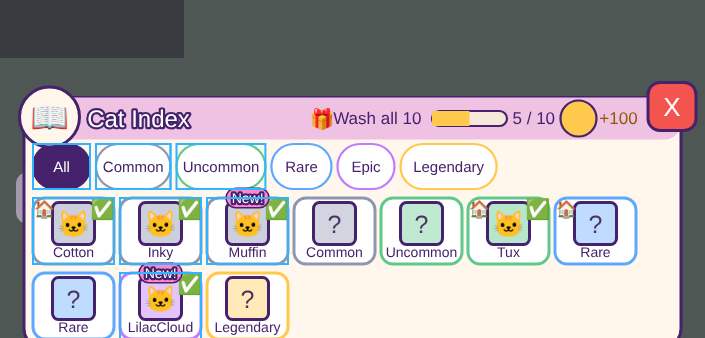 Cat Index
🎁Wash all 10 5 / 10 +100
X
All Common Uncommon Rare Epic Legendary
New!
Cotton Inky Muffin ? Common ? Uncommon Tux ? Rare
New!
? Rare LilacCloud ? Legendary